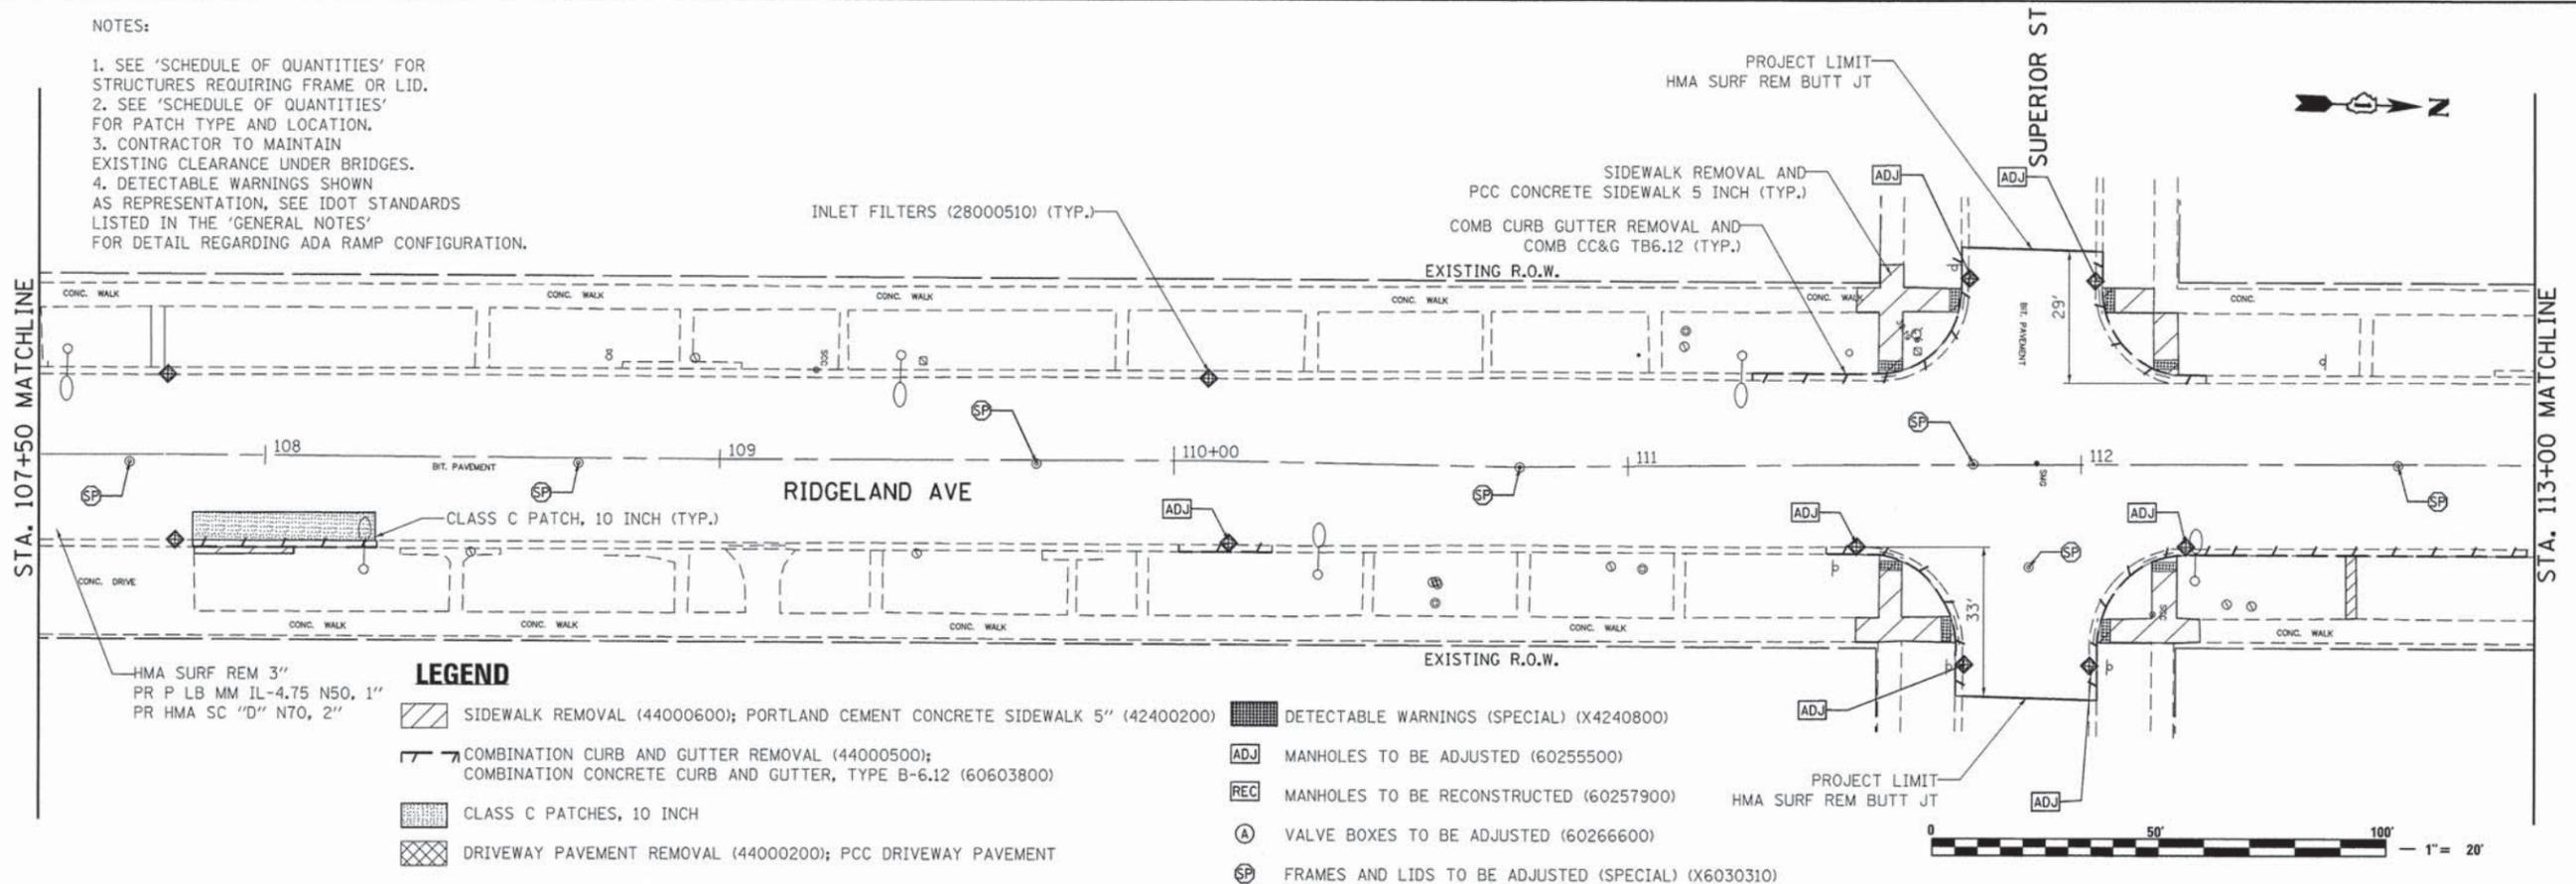 NOTES:
1. SEE 'SCHEDULE OF QUANTITIES' FOR
STRUCTURES REQUIRING FRAME OR LID.
2. SEE 'SCHEDULE OF QUANTITIES'
FOR PATCH TYPE AND LOCATION.
3. CONTRACTOR TO MAINTAIN
EXISTING CLEARANCE UNDER BRIDGES.
4. DETECTABLE WARNINGS SHOWN
AS REPRESENTATION, SEE IDOT STANDARDS
LISTED IN THE 'GENERAL NOTES'
FOR DETAIL REGARDING ADA RAMP CONFIGURATION.
PROJECT LIMIT
HMA SURF REM BUTT JT
SUPERIOR ST
N
SIDEWALK REMOVAL AND
PCC CONCRETE SIDEWALK 5 INCH (TYP.)
ADJ
ADJ
INLET FILTERS (28000510) (TYP.)
COMB CURB GUTTER REMOVAL AND
COMB CC&G TB6.12 (TYP.)
EXISTING R.O.W.
STA. 107+50 MATCHLINE
CONC. WALK
CONC. WALK
CONC. WALK
CONC. WALK
CONC. WALK
CONC.
BIT. PAVEMENT
29'
STA. 113+00 MATCHLINE
SCC
SP
SP
108
109
110+00
111
112
BIT. PAVEMENT
SMG
SP
SP
SP
SP
RIDGELAND AVE
CLASS C PATCH, 10 INCH (TYP.)
ADJ
ADJ
ADJ
SP
CONC. DRIVE
33'
SCC
CONC. WALK
CONC. WALK
CONC. WALK
CONC. WALK
CONC. WALK
EXISTING R.O.W.
HMA SURF REM 3"
PR P LB MM IL-4.75 N50, 1"
PR HMA SC "D" N70, 2"
ADJ
PROJECT LIMIT
HMA SURF REM BUTT JT
ADJ
LEGEND
SIDEWALK REMOVAL (44000600); PORTLAND CEMENT CONCRETE SIDEWALK 5" (42400200)
COMBINATION CURB AND GUTTER REMOVAL (44000500);
COMBINATION CONCRETE CURB AND GUTTER, TYPE B-6.12 (60603800)
CLASS C PATCHES, 10 INCH
DRIVEWAY PAVEMENT REMOVAL (44000200); PCC DRIVEWAY PAVEMENT
DETECTABLE WARNINGS (SPECIAL) (X4240800)
ADJ MANHOLES TO BE ADJUSTED (60255500)
REC MANHOLES TO BE RECONSTRUCTED (60257900)
A VALVE BOXES TO BE ADJUSTED (60266600)
SP FRAMES AND LIDS TO BE ADJUSTED (SPECIAL) (X6030310)
0 50' 100'
1"= 20'